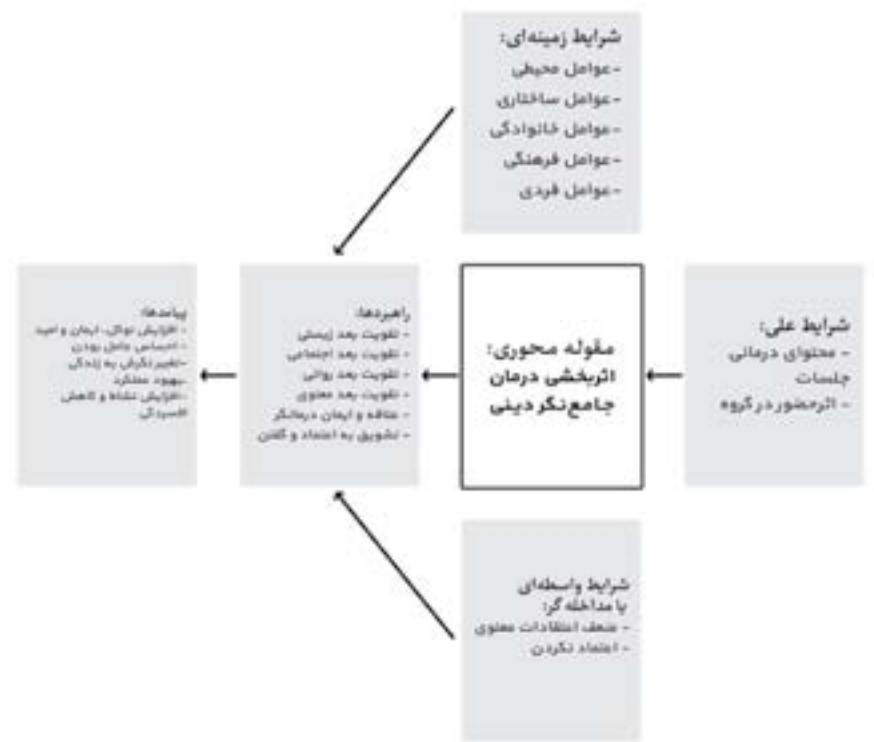 شرایط زمینه‌ای:
-عوامل محیطی
-عوامل ساختاری
-عوامل خانوادگی
-عوامل فرهنگی
-عوامل فردی
شرایط علی:
- محتوای درمانی
جلسات
- اثرحضور در گروه
مقوله محوری:
اثربخشی درمان
جامع‌نگر دینی
راهبردها:
- تقویت بعد زیستی
- تقویت بعد اجتماعی
- تقویت بعد روانی
- تقویت بعد معنوی
- علاقه و ایمان درمانگر
- تشویق به اعتماد و گفتن
پیامدها:
- افزایش توکل، ایمان و امید
- احساس عامل بودن
-تغییر نگرش به زندگی
-بهبود عملکرد
-افزایش نشاط و کاهش
افسردگی
شرایط واسطه‌ای
یا مداخله گر:
- ضعف اعتقادات معنوی
- اعتماد نکردن